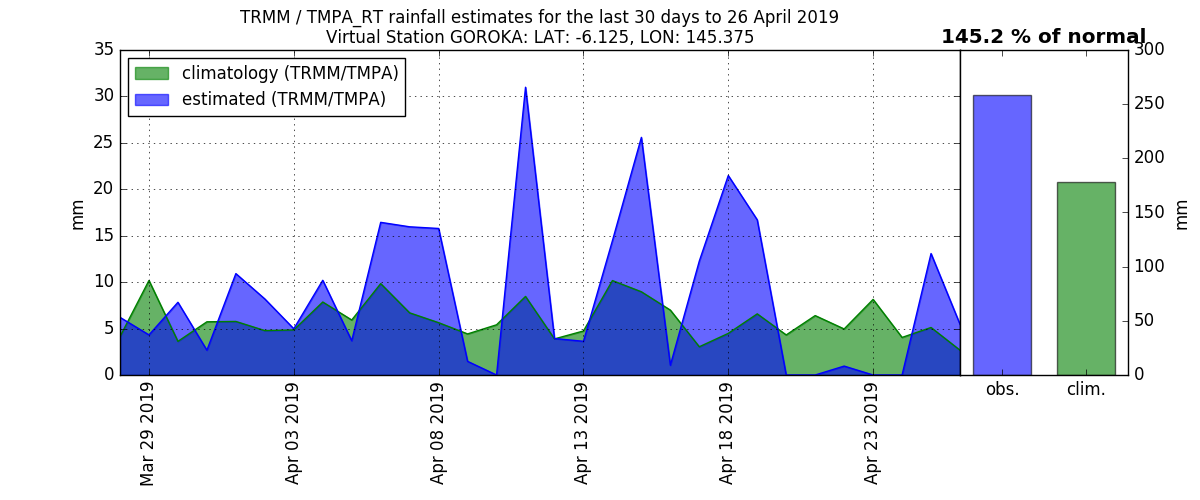 TRMM / TMPA_RT rainfall estimates for the last 30 days to 26 April 2019
Virtual Station GOROKA: LAT: -6.125, LON: 145.375
145.2 % of normal
climatology (TRMM/TMPA)
estimated (TRMM/TMPA)
35
30
25
20
15
10
5
0
mm
Mar 29 2019
Apr 03 2019
Apr 08 2019
Apr 13 2019
Apr 18 2019
Apr 23 2019
300
250
200
150
100
50
0
mm
obs.
clim.